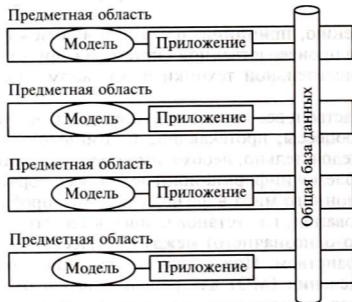 Предметная область
Модель
Приложение
Предметная область
Модель
Приложение
Предметная область
Модель
Приложение
Предметная область
Модель
Приложение
Общая база данных